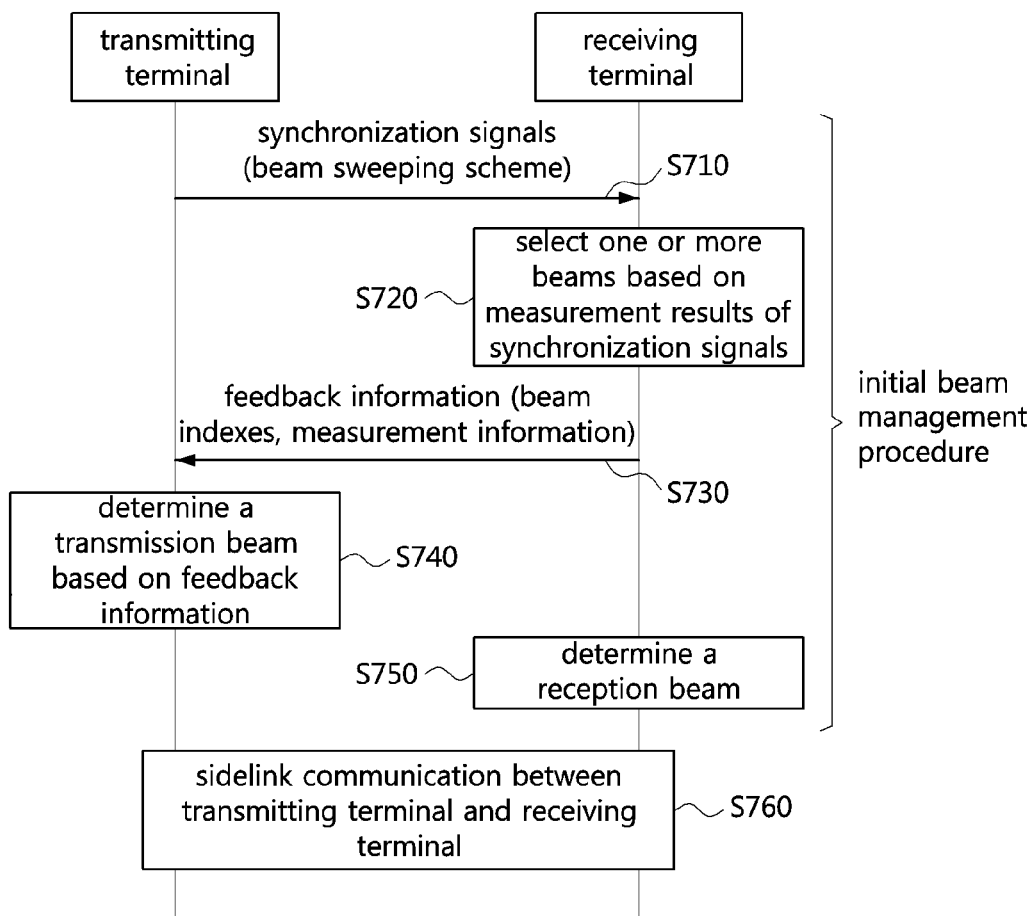 transmitting
terminal
receiving
terminal
synchronization signals
(beam sweeping scheme)
S710
select one or more
beams based on
measurement results of
synchronization signals
S720
feedback information (beam
indexes, measurement information)
S730
initial beam
management
procedure
determine a
transmission beam
based on feedback
information
S740
S750
determine a
reception beam
sidelink communication between
transmitting terminal and receiving
terminal
S760